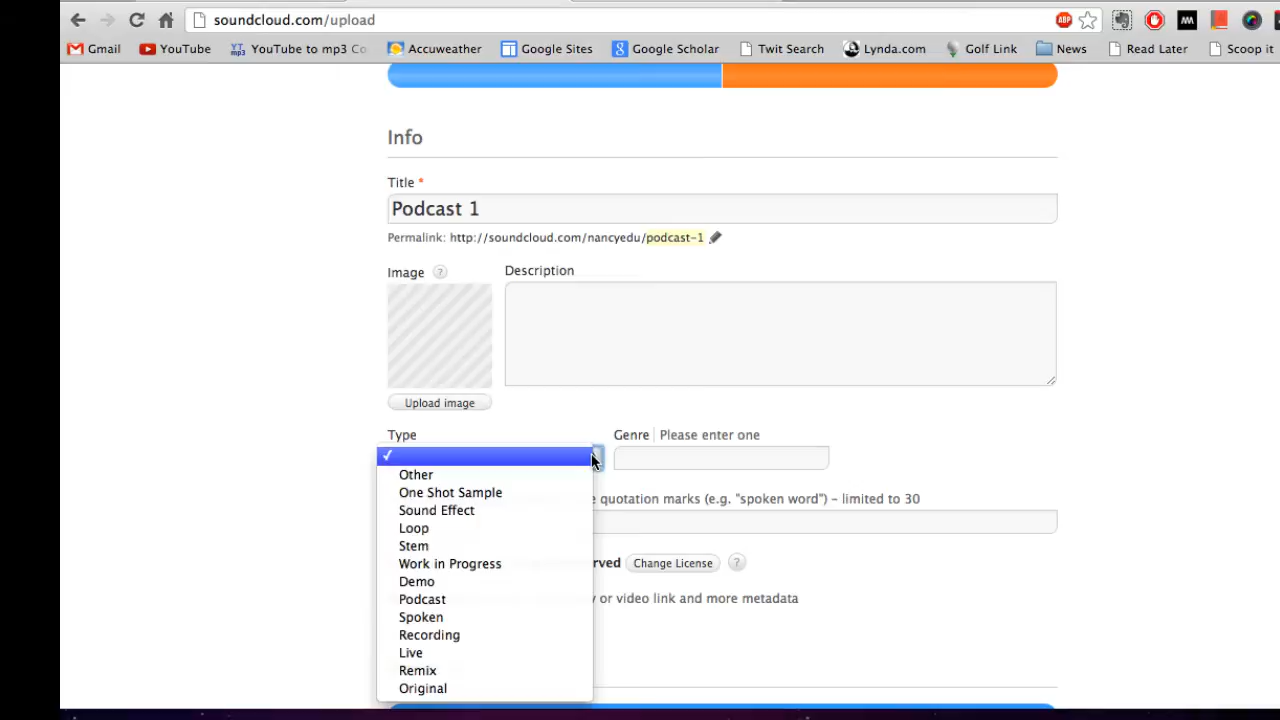 soundcloud.com/upload ABP
Gmail YouTube YT mp3 YouTube to mp3 Co Accuweather Google Sites 8 Google Scholar Twit Search Lynda.com Golf Link News Read Later Scoop it
Info
Title *
Podcast 1
Permalink: http://soundcloud.com/nancyedu/podcast-1
Image ? Description
Upload image
Type Genre Please enter one
✓
Other
One Shot Sample
e quotation marks (e.g. "spoken word") – limited to 30
Sound Effect
Loop
Stem
Work in Progress
rved Change License ?
Demo
Podcast
y or video link and more metadata
Spoken
Recording
Live
Remix
Original